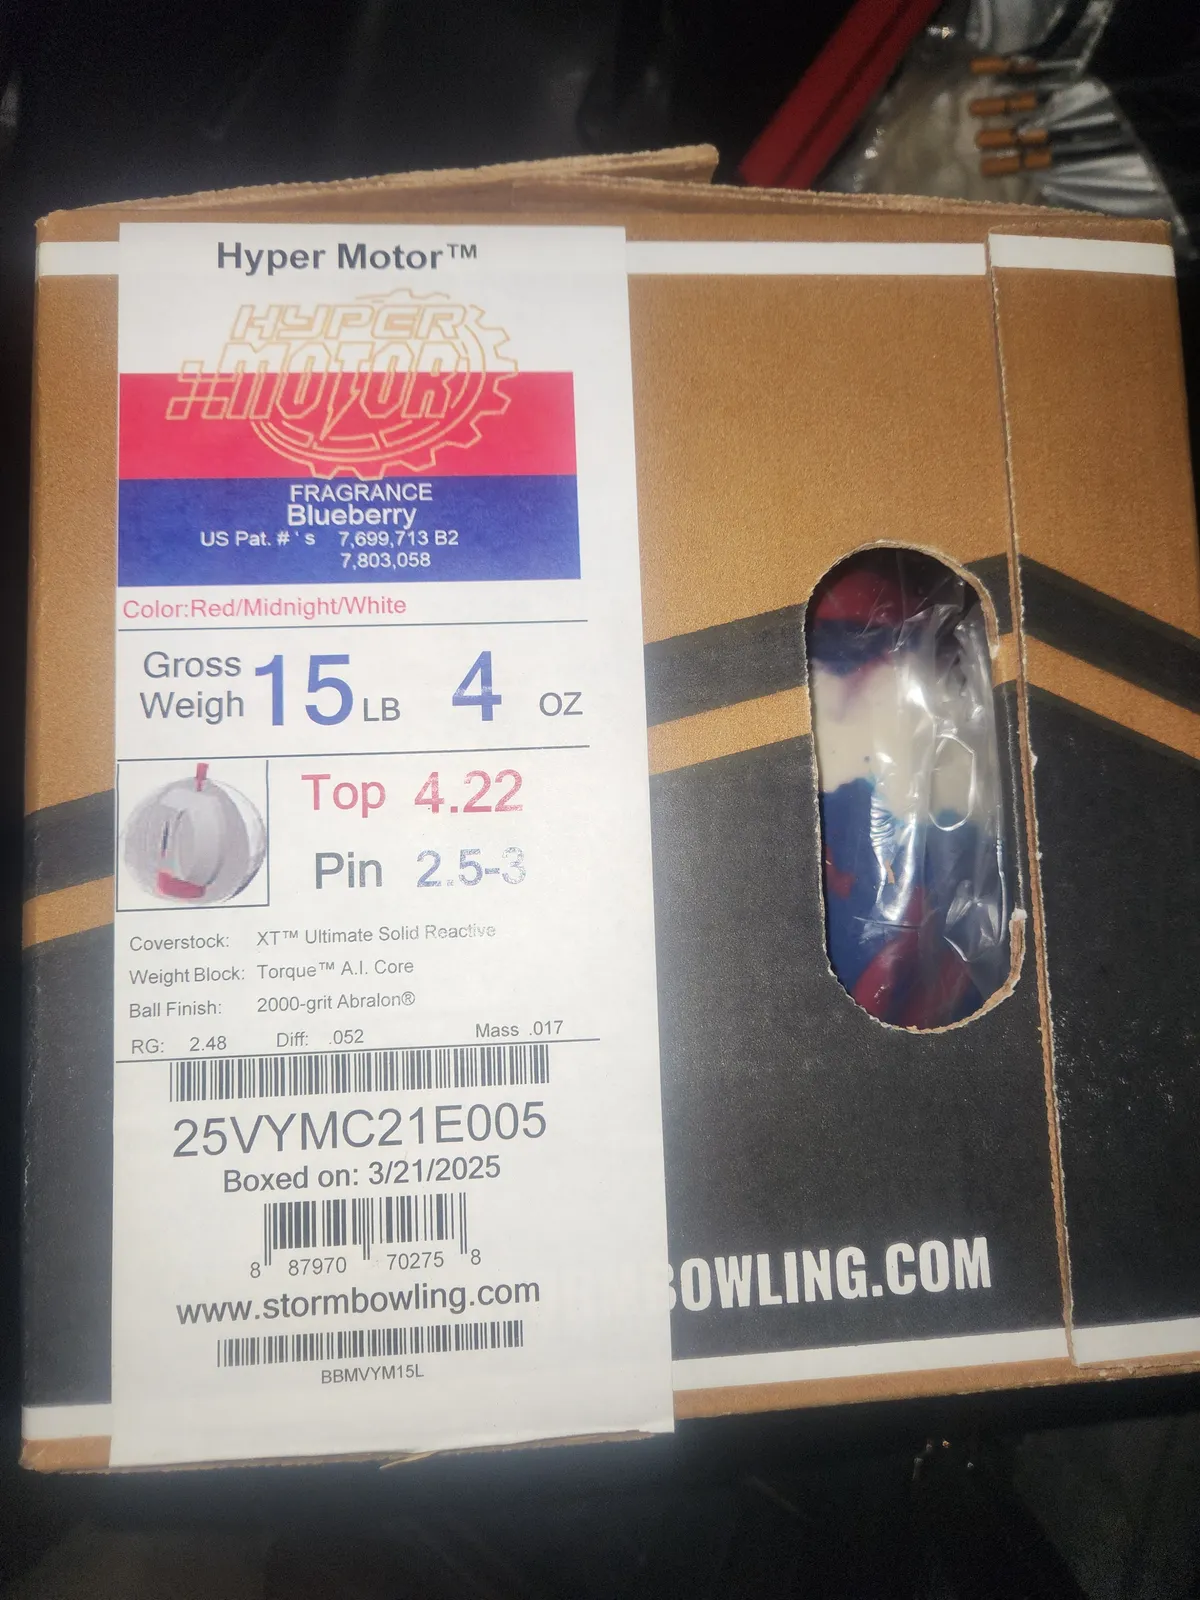 Hyper Motor™
HYPER
MOTOR
FRAGRANCE
Blueberry
US Pat. #'s 7,699,713 B2
7,803,058
Color:Red/Midnight/White
Gross
Weigh 15 LB 4 OZ
Top 4.22
Pin 2.5-3
Coverstock: XT™ Ultimate Solid Reactive
Weight Block: Torque™ A.I. Core
Ball Finish: 2000-grit Abralon®
RG: 2.48 Diff: .052 Mass .017
25VYMC21E005
Boxed on: 3/21/2025
8 87970 70275 8
www.stormbowling.com
BBMVYM15L
BOWLING.COM